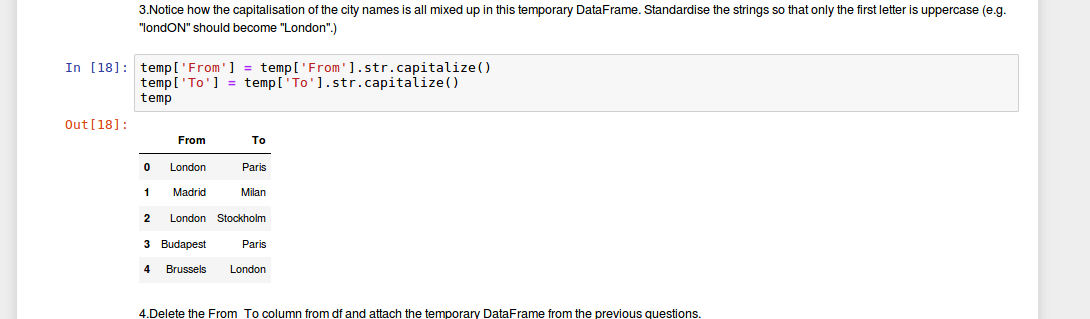 3.Notice how the capitalisation of the city names is all mixed up in this temporary DataFrame. Standardise the strings so that only the first letter is uppercase (e.g.
"londON" should become "London".)
In [18]: temp['From'] = temp['From'].str.capitalize()
temp['To'] = temp['To'].str.capitalize()
temp
Out[18]:
From To
0 London Paris
1 Madrid Milan
2 London Stockholm
3 Budapest Paris
4 Brussels London
4.Delete the From To column from df and attach the temporary DataFrame from the previous questions.